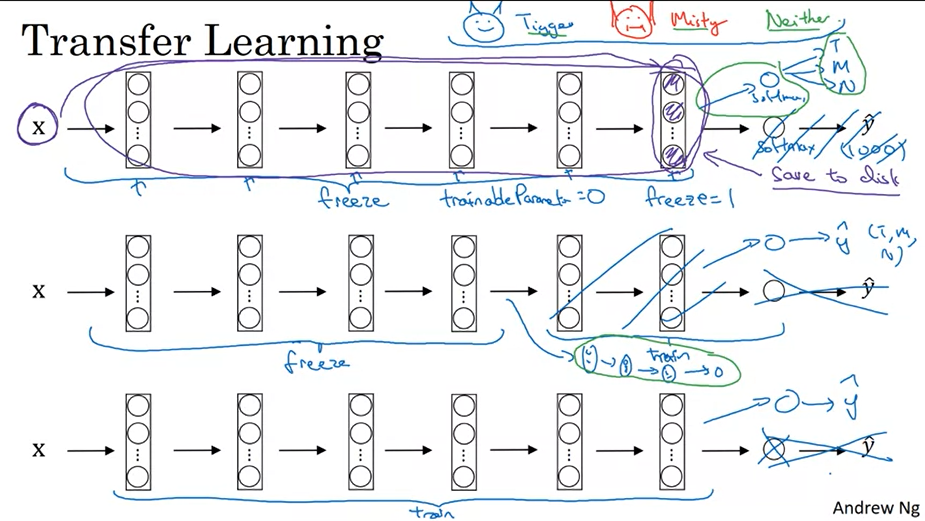 Transfer Learning
Tigger Misty Neither
T
M
N
softmax
x
ŷ
softmax (1000)
save to disk
freeze trainableParameter=0 freeze=1
x
ŷ (T, M, N)
ŷ
freeze
train
x
ŷ
ŷ
train
Andrew Ng